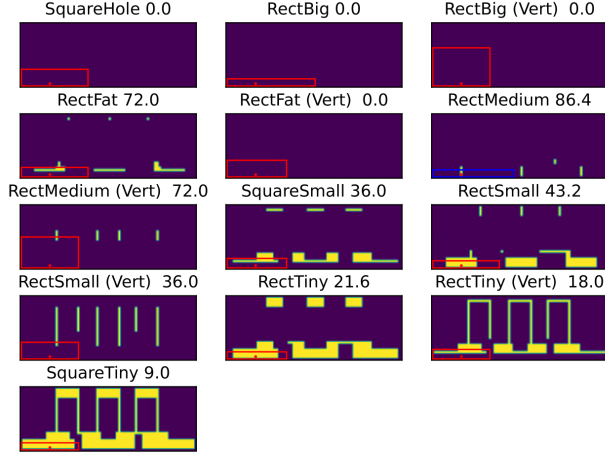 SquareHole 0.0
RectBig 0.0
RectBig (Vert)  0.0
RectFat 72.0
RectFat (Vert)  0.0
RectMedium 86.4
RectMedium (Vert)  72.0
SquareSmall 36.0
RectSmall 43.2
RectSmall (Vert)  36.0
RectTiny 21.6
RectTiny (Vert)  18.0
SquareTiny 9.0